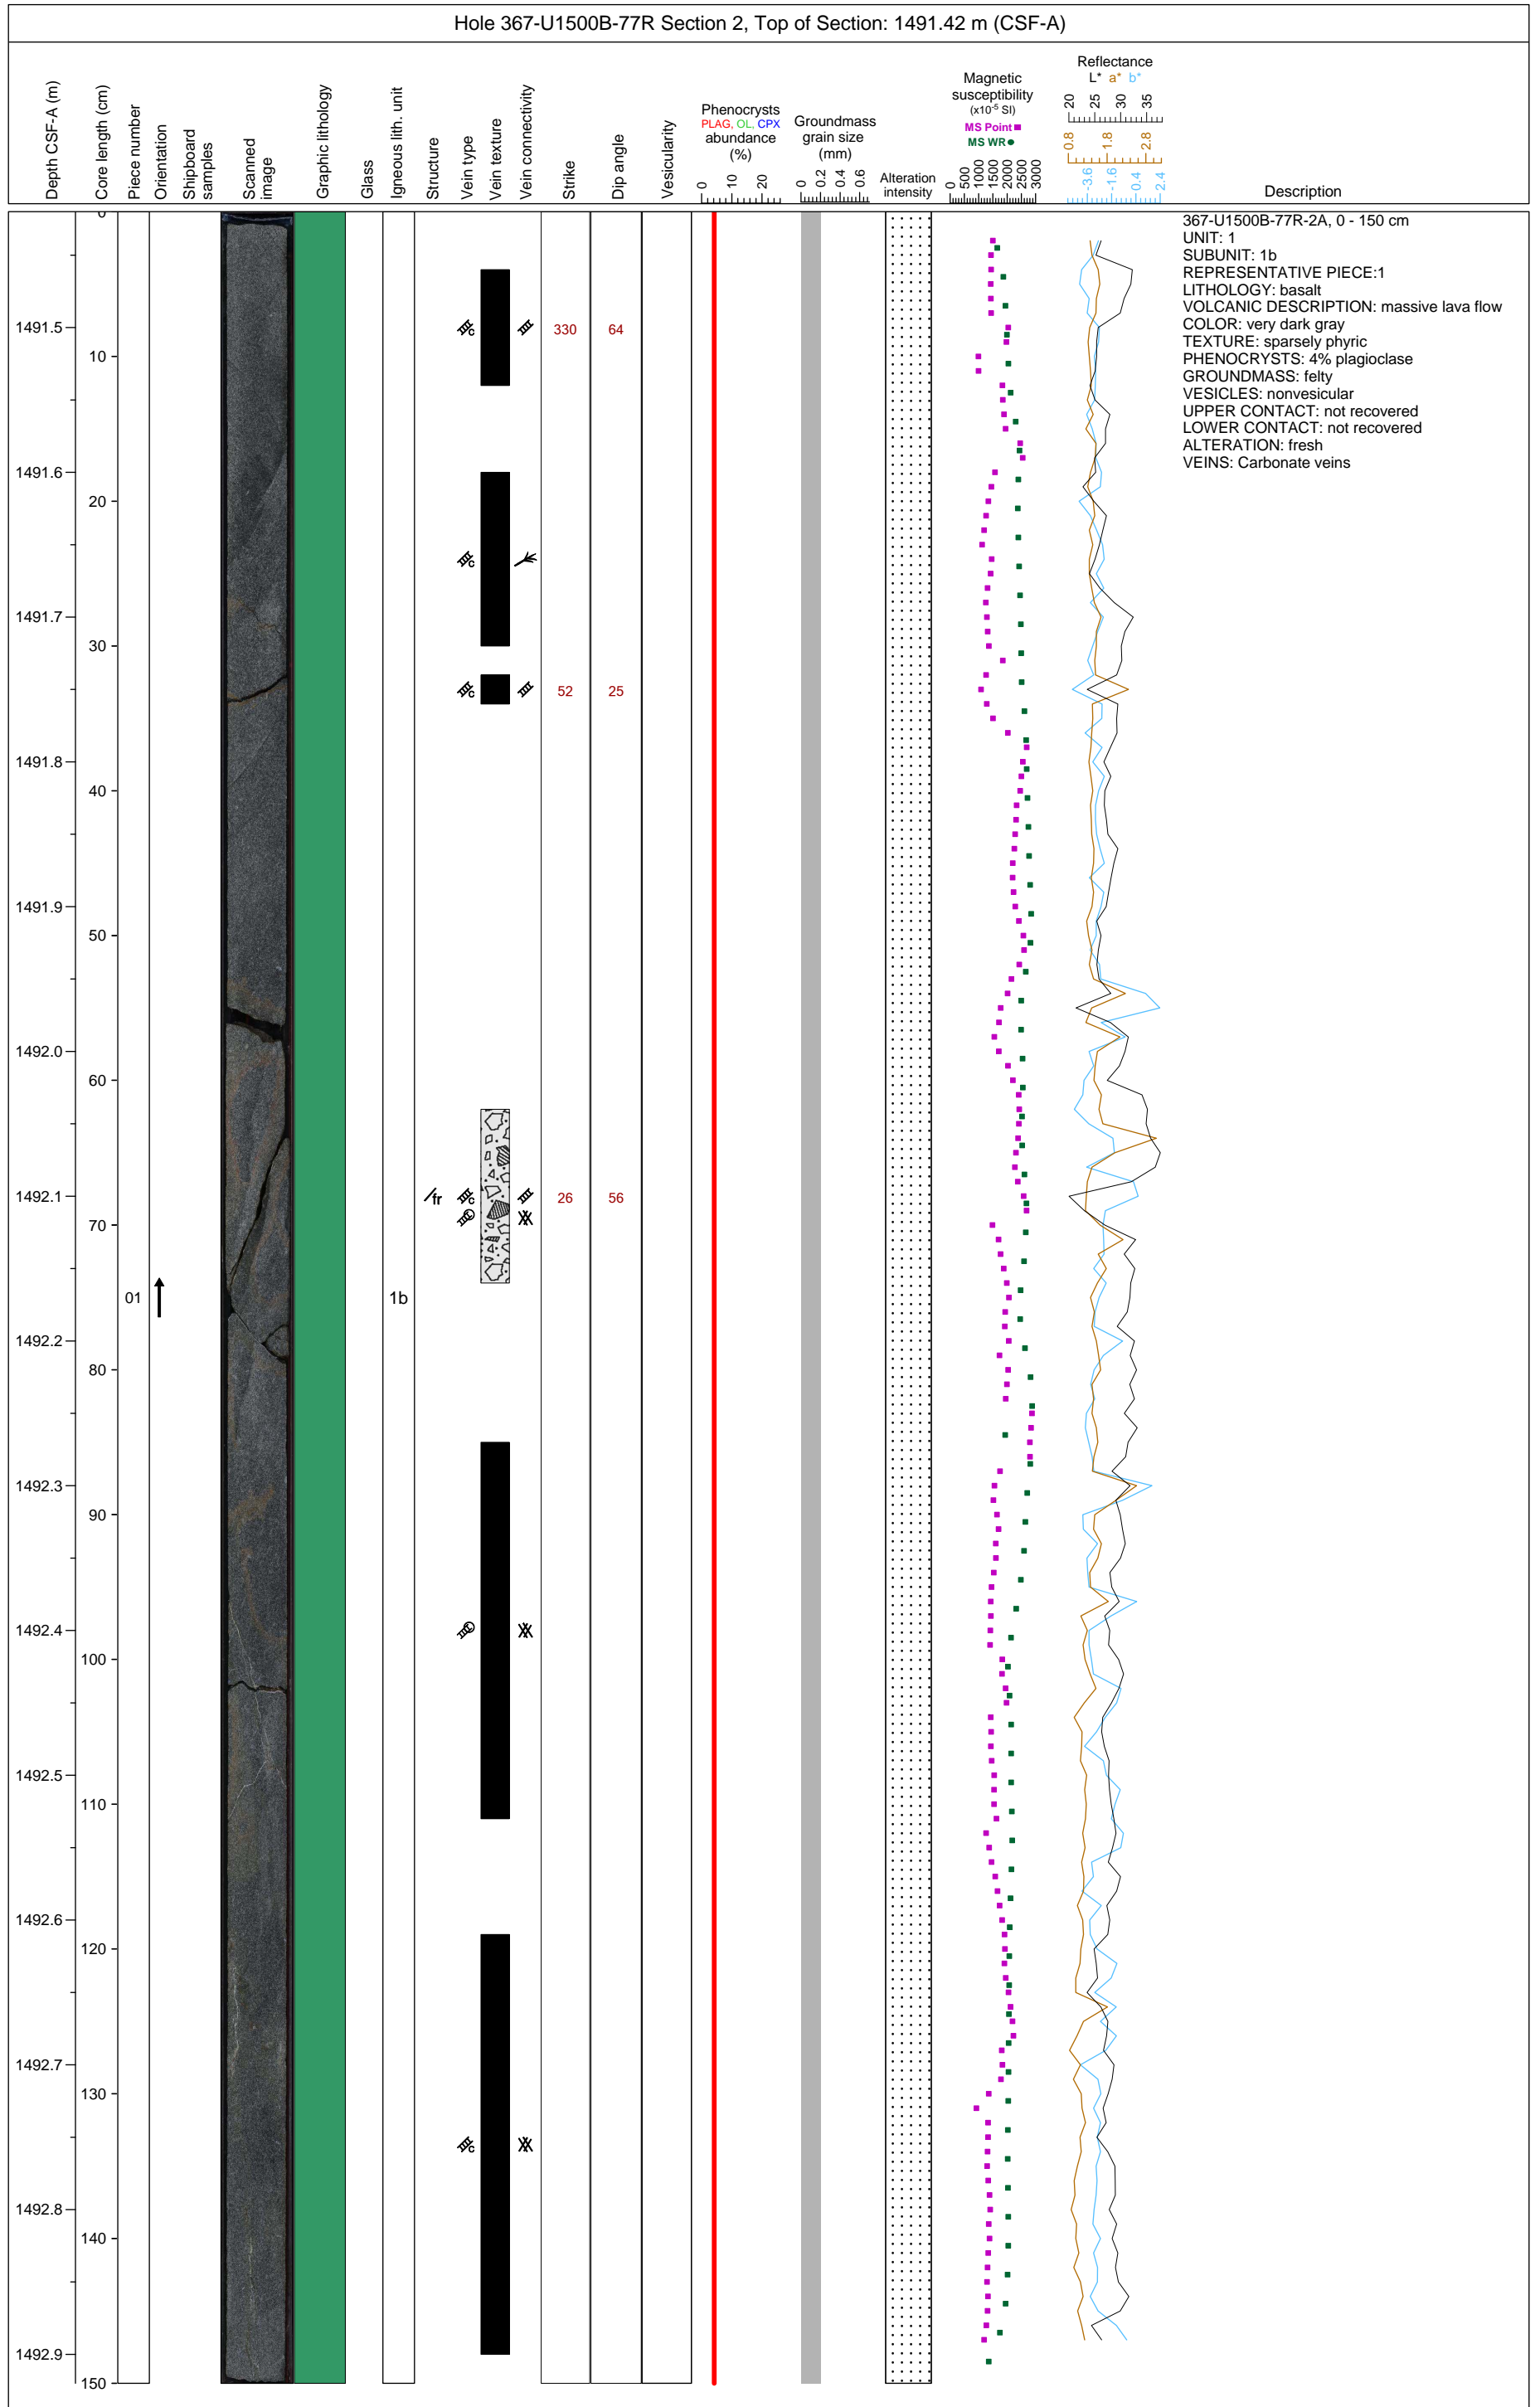 Hole 367-U1500B-77R Section 2, Top of Section: 1491.42 m (CSF-A)
Depth CSF-A (m)
Core length (cm)
Piece number
Orientation
Shipboard
samples
Scanned
image
Graphic lithology
Glass
Igneous lith. unit
Structure
Vein type
Vein texture
Vein connectivity
Strike
Dip angle
Vesicularity
Phenocrysts
PLAG, OL, CPX
abundance
(%)
0 10 20
Groundmass
grain size
(mm)
0 0.2 0.4 0.6
Alteration
intensity
Magnetic
susceptibility
(x10-5 SI)
MS Point
MS WR
0 500 1000 1500 2000 2500 3000
Reflectance
L* a* b*
20 25 30 35
0.8 1.8 2.8
-3.6 -1.6 0.4 2.4
Description
367-U1500B-77R-2A, 0 - 150 cm
UNIT: 1
SUBUNIT: 1b
REPRESENTATIVE PIECE:1
LITHOLOGY: basalt
VOLCANIC DESCRIPTION: massive lava flow
COLOR: very dark gray
TEXTURE: sparsely phyric
PHENOCRYSTS: 4% plagioclase
GROUNDMASS: felty
VESICLES: nonvesicular
UPPER CONTACT: not recovered
LOWER CONTACT: not recovered
ALTERATION: fresh
VEINS: Carbonate veins
0
1491.5
c 330 64
10
1491.6
20
c
1491.7
30
c 52 25
1491.8
40
1491.9
50
1492.0
60
1492.1
fr c 26 56
70
01 1b
1492.2
80
1492.3
90
1492.4
100
1492.5
110
1492.6
120
1492.7
130
c
1492.8
140
1492.9
150